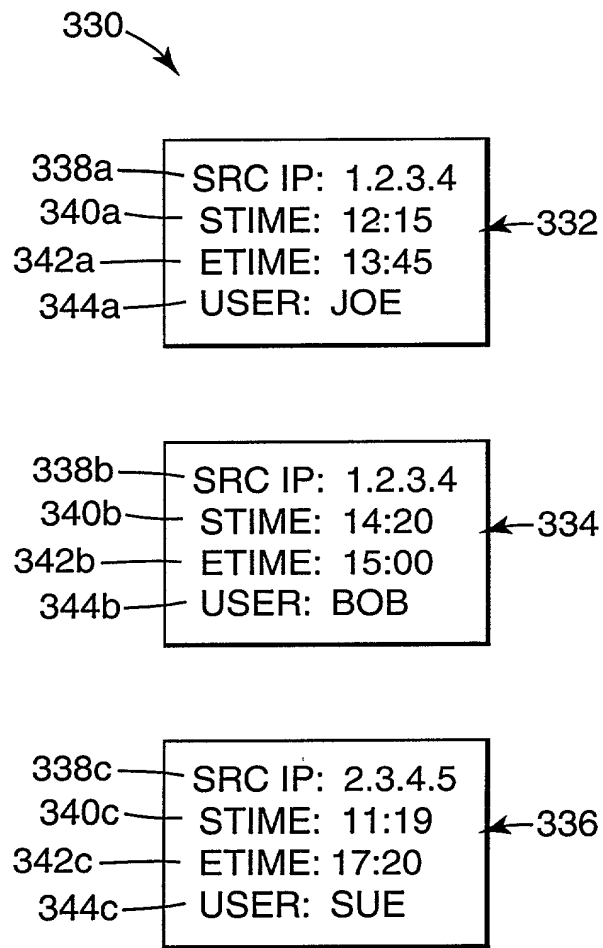 330
338a SRC IP: 1.2.3.4
340a STIME: 12:15 332
342a ETIME: 13:45
344a USER: JOE
338b SRC IP: 1.2.3.4
340b STIME: 14:20 334
342b ETIME: 15:00
344b USER: BOB
338c SRC IP: 2.3.4.5
340c STIME: 11:19 336
342c ETIME: 17:20
344c USER: SUE